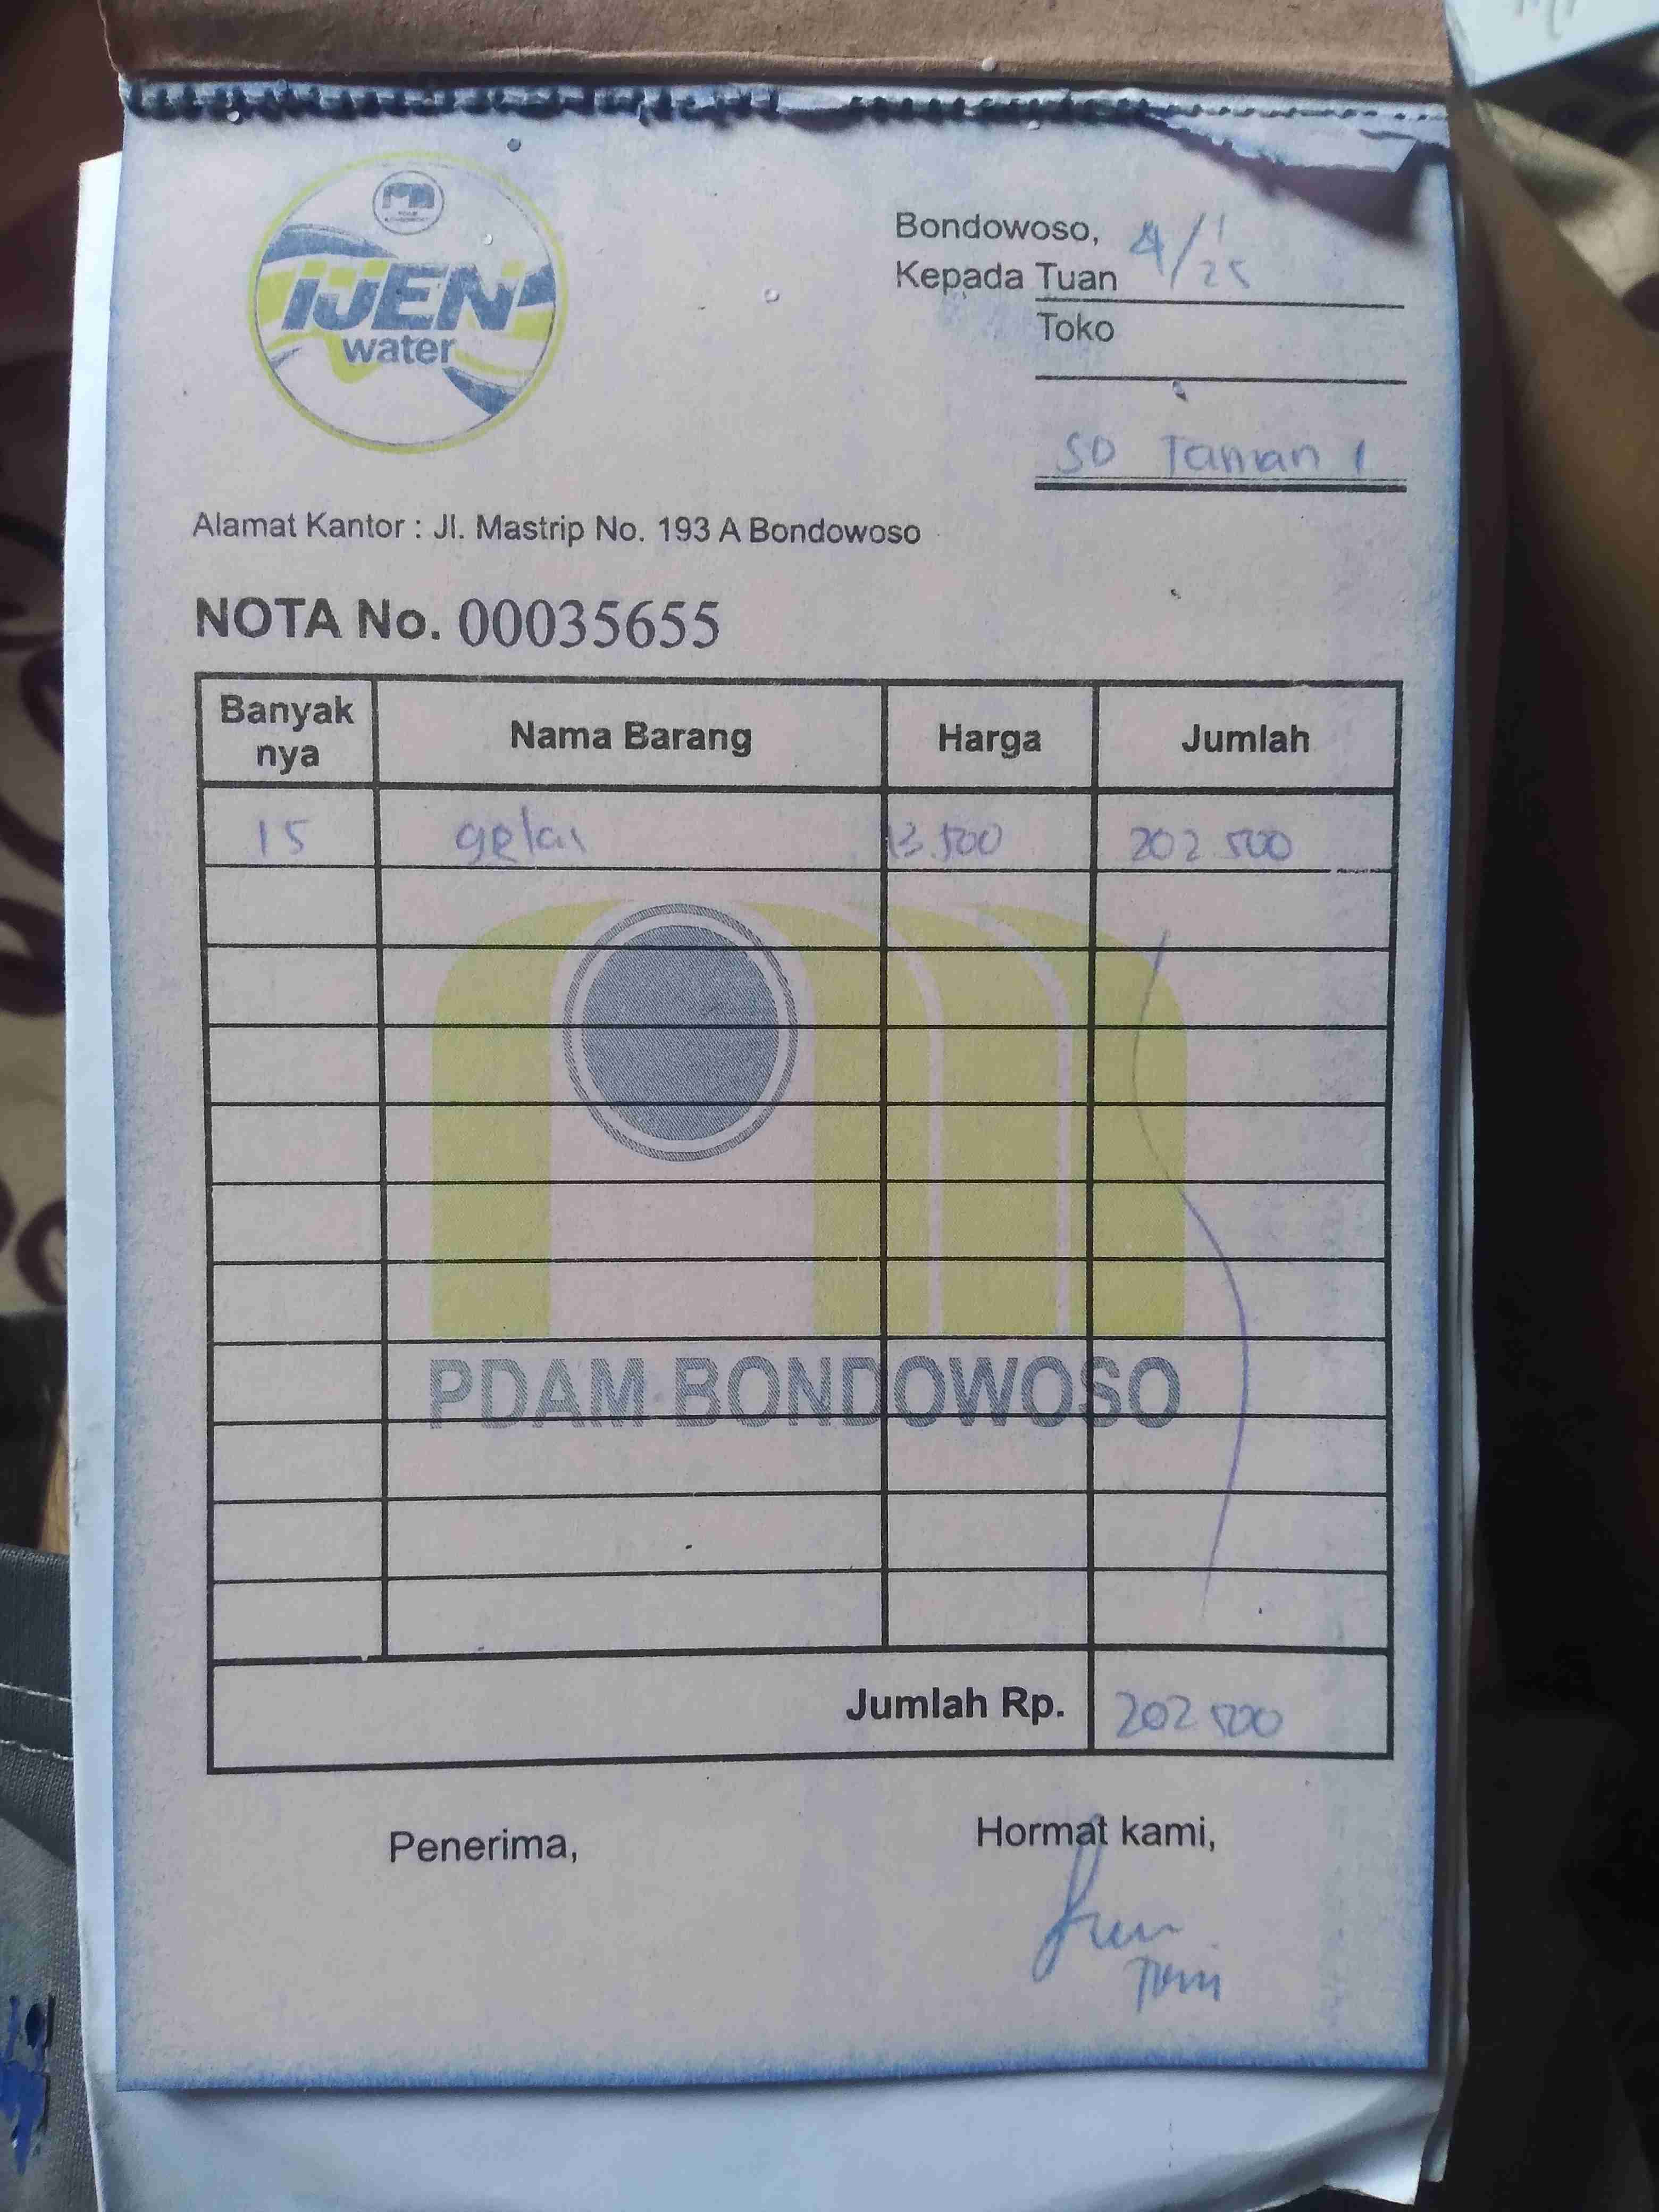 IJEN
water
Bondowoso, 4/1
Kepada Tuan 25
Toko
SD Taman 1
Alamat Kantor : Jl. Mastrip No. 193 A Bondowoso
NOTA No. 00035655
Banyak nya Nama Barang Harga Jumlah
15 gelas 13.500 202 500
PDAM BONDOWOSO
Jumlah Rp. 202 500
Penerima, Hormat kami,